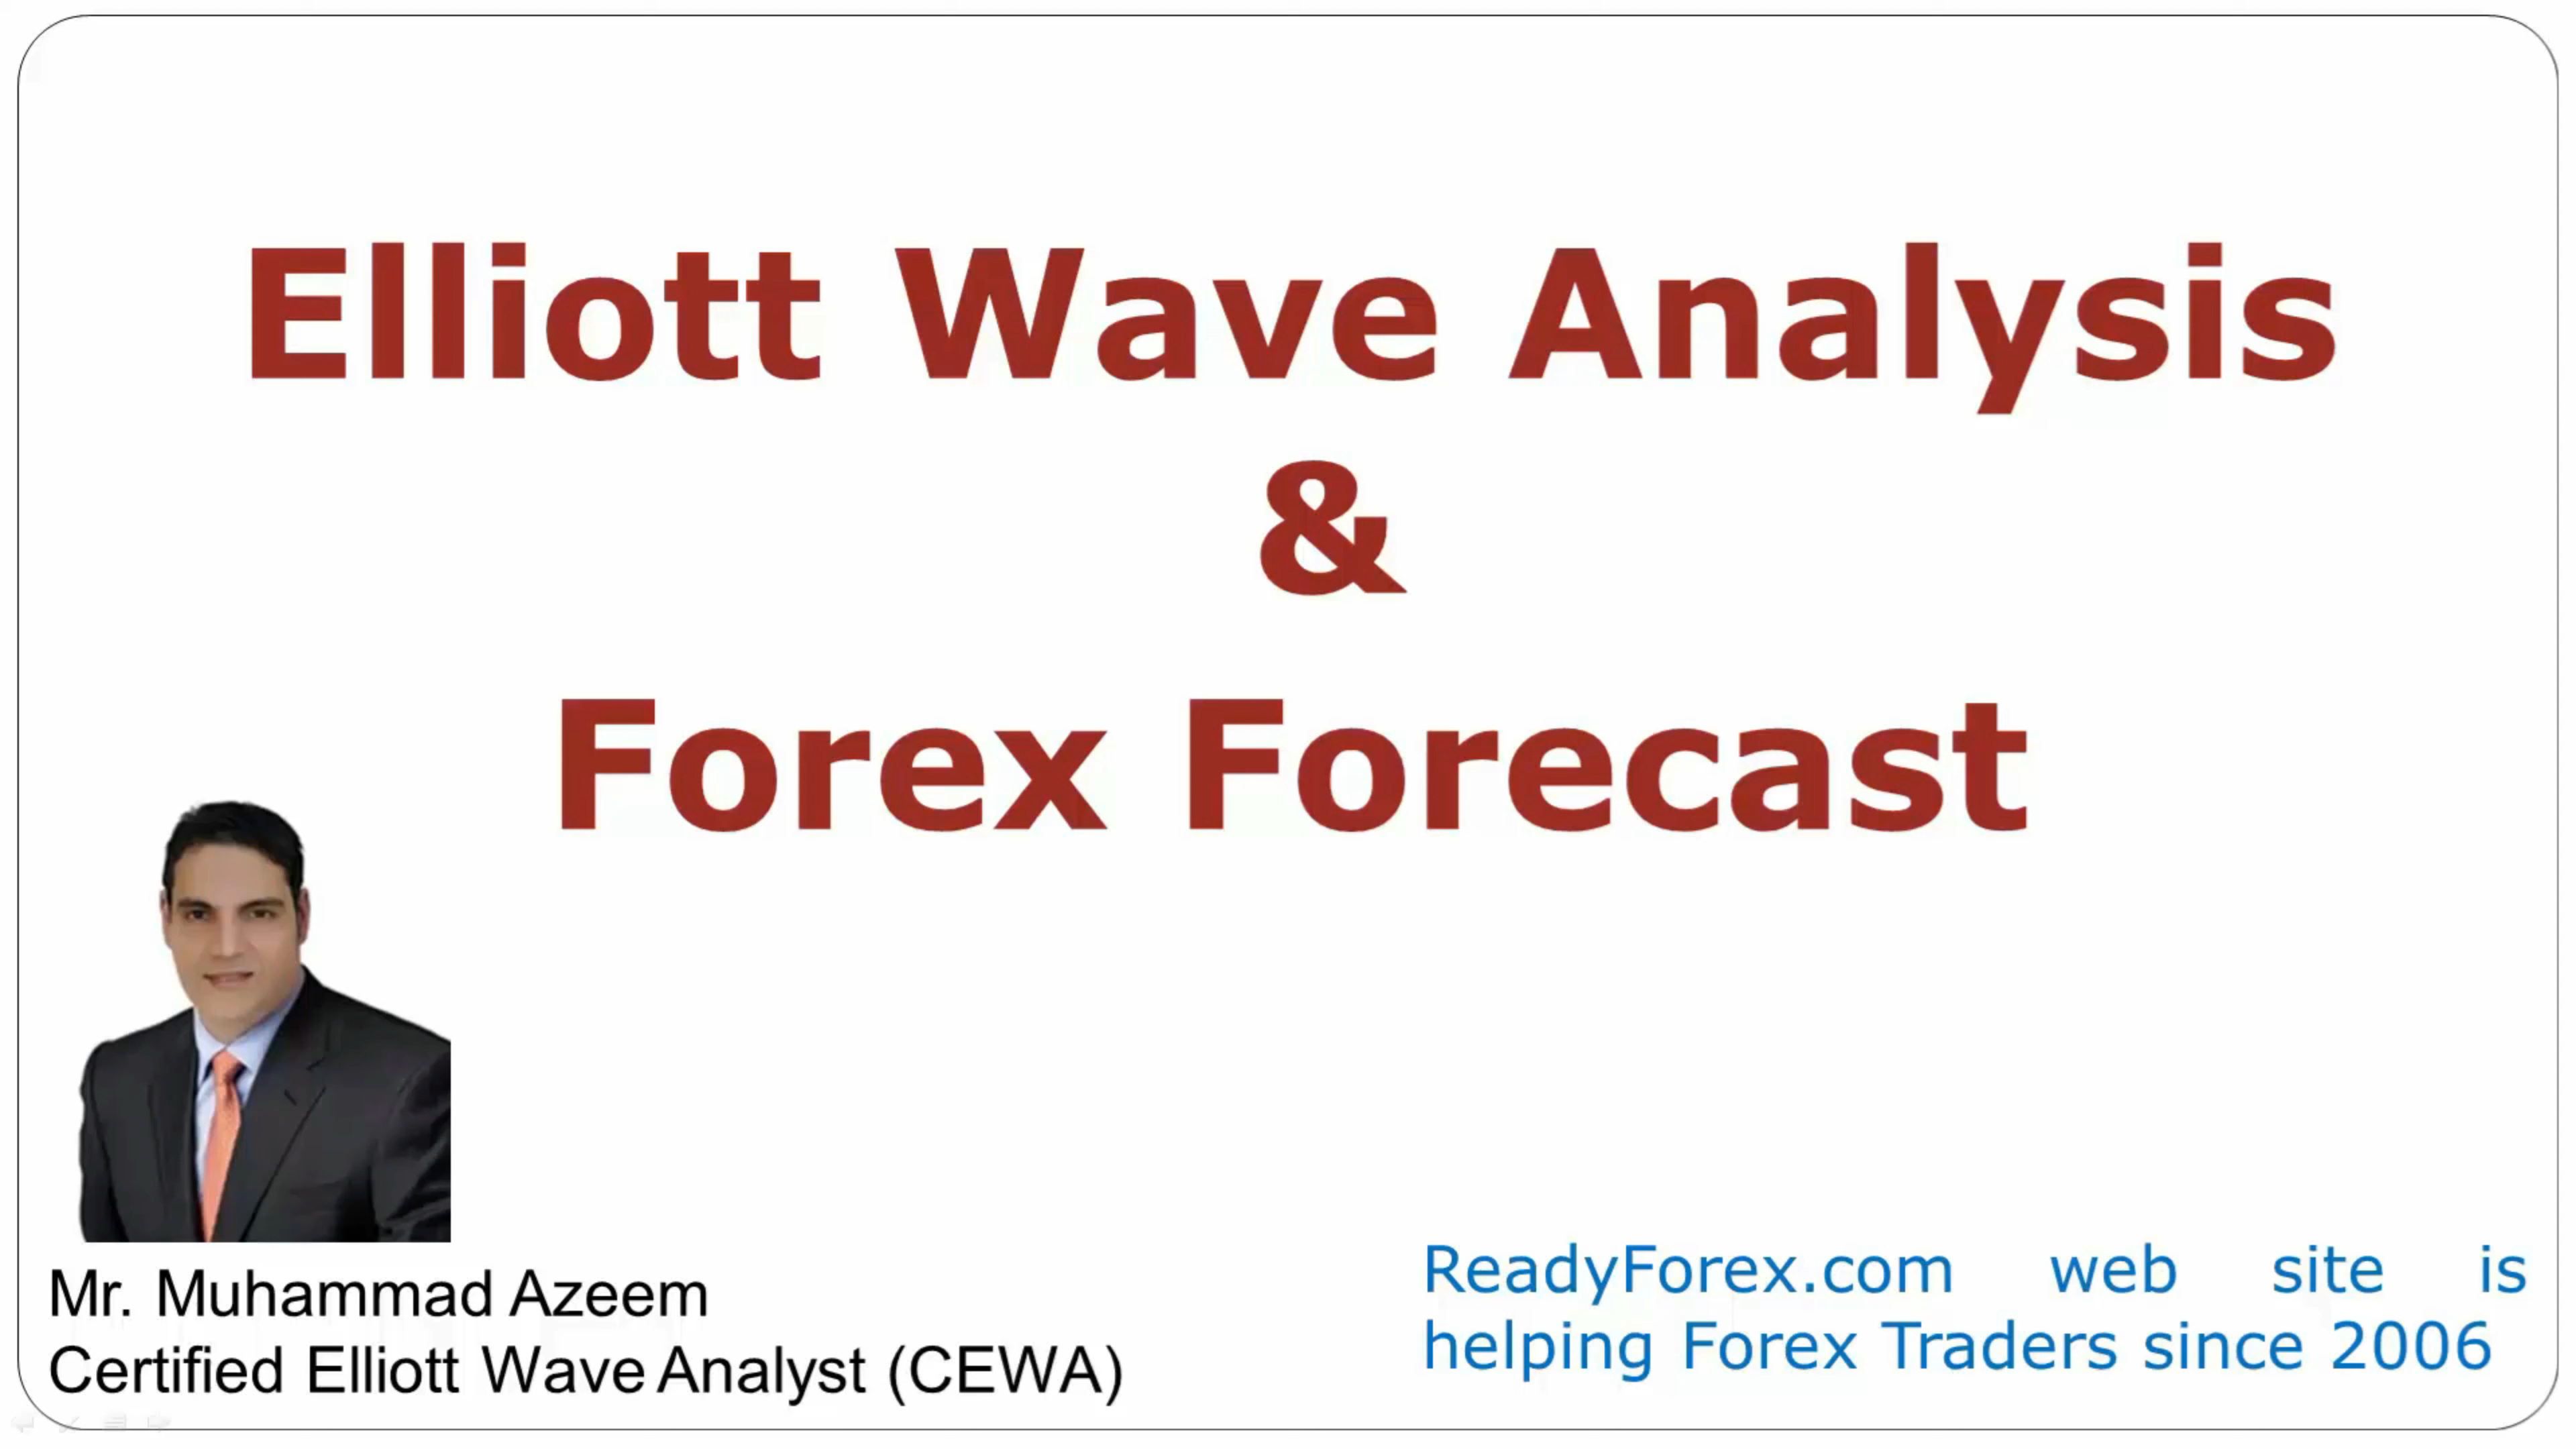 Elliott Wave Analysis
&
Forex Forecast
Mr. Muhammad Azeem
Certified Elliott Wave Analyst (CEWA)
ReadyForex.com web site is
helping Forex Traders since 2006